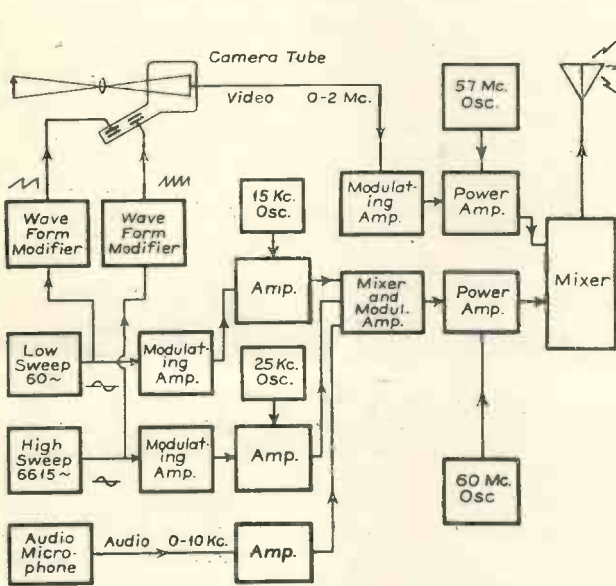 Camera Tube
Video 0-2 Mc.
57 Mc.
Osc.
Modulat-
ing
Amp.
Power
Amp.
15 Kc.
Osc.
Wave
Form
Modifier
Wave
Form
Modifier
Amp.
Mixer
and
Modul.
Amp.
Power
Amp.
Mixer
Low
Sweep
60~
Modulat-
ing
Amp.
25 Kc.
Osc.
High
Sweep
6615~
Modulat-
ing
Amp.
Amp.
60 Mc.
Osc
Audio
Micro-
phone
Audio 0-10 Kc.
Amp.